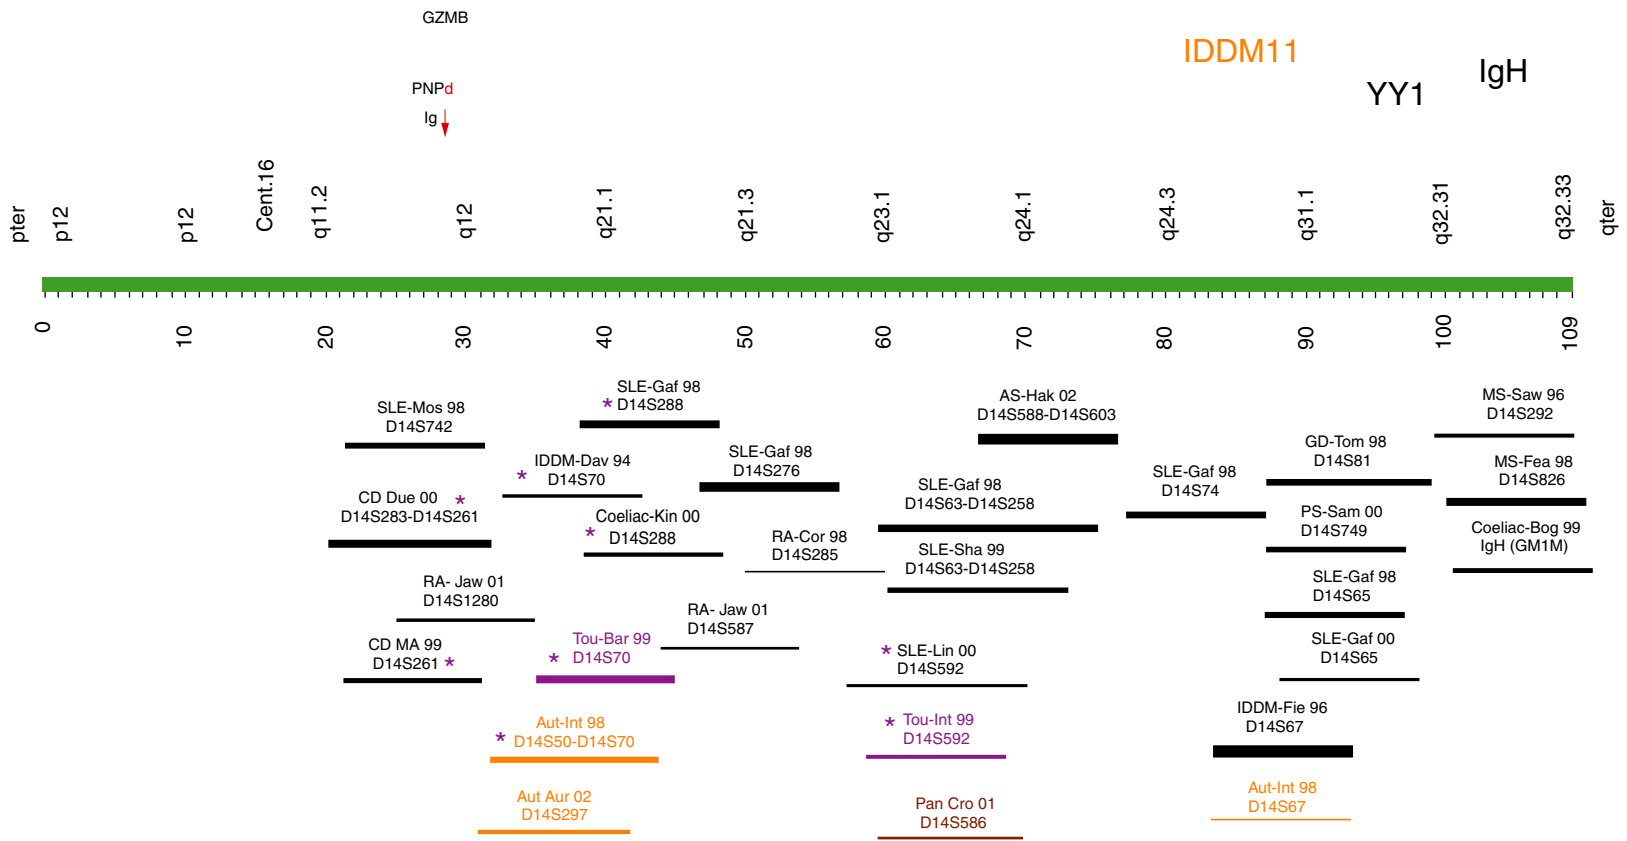 GZMB
IDDM11
IgH
PNPd
YY1
Ig
pter
p12
p12
Cent.16
q11.2
q12
q21.1
q21.3
q23.1
q24.1
q24.3
q31.1
q32.31
q32.33
qter
0
10
20
30
40
50
60
70
80
90
100
109
SLE-Mos 98
D14S742
SLE-Gaf 98
* D14S288
AS-Hak 02
D14S588-D14S603
MS-Saw 96
D14S292
IDDM-Dav 94
* D14S70
SLE-Gaf 98
D14S276
GD-Tom 98
D14S81
CD Due 00 *
D14S283-D14S261
SLE-Gaf 98
D14S63-D14S258
SLE-Gaf 98
D14S74
MS-Fea 98
D14S826
Coeliac-Kin 00
* D14S288
RA-Cor 98
D14S285
SLE-Sha 99
D14S63-D14S258
PS-Sam 00
D14S749
Coeliac-Bog 99
IgH (GM1M)
RA- Jaw 01
D14S1280
RA- Jaw 01
D14S587
SLE-Gaf 98
D14S65
CD MA 99
D14S261 *
Tou-Bar 99
* D14S70
* SLE-Lin 00
D14S592
SLE-Gaf 00
D14S65
Aut-Int 98
* D14S50-D14S70
* Tou-Int 99
D14S592
IDDM-Fie 96
D14S67
Aut Aur 02
D14S297
Pan Cro 01
D14S586
Aut-Int 98
D14S67